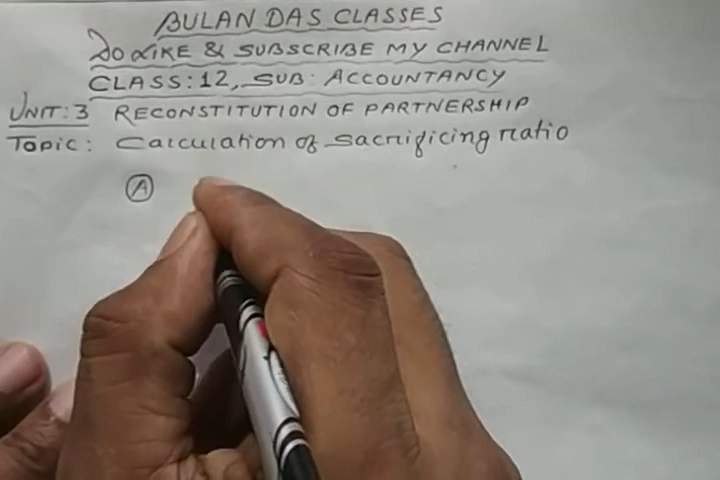 BULAN DAS CLASSES
DO LIKE & SUBSCRIBE MY CHANNEL
CLASS:12, SUB: ACCOUNTANCY
UNIT:3 RECONSTITUTION OF PARTNERSHIP
Topic: Calculation of sacrificing ratio
A